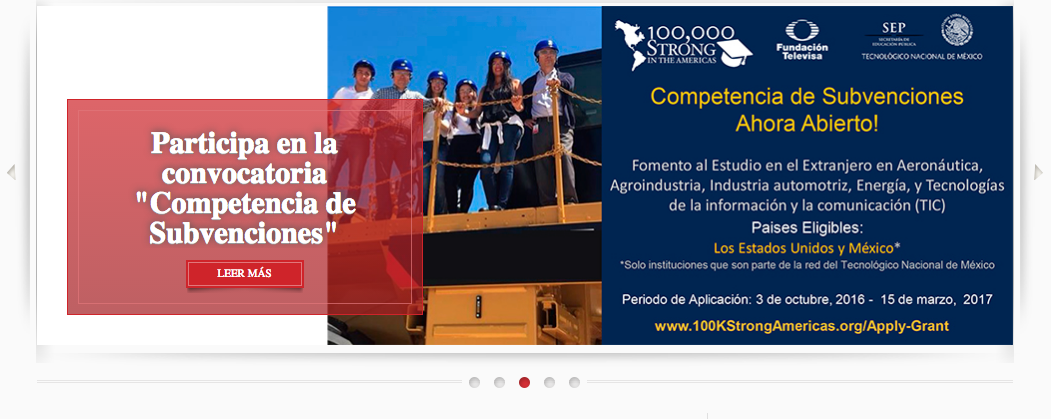 Participa en la
convocatoria
"Competencia de
Subvenciones"
LEER MÁS
100,000
STRONG
IN THE AMERICAS
Fundación
Televisa
SEP
SECRETARÍA DE
EDUCACIÓN PÚBLICA
TECNOLÓGICO NACIONAL DE MÉXICO
Competencia de Subvenciones
Ahora Abierto!
Fomento al Estudio en el Extranjero en Aeronáutica,
Agroindustria, Industria automotriz, Energía, y Tecnologías
de la información y la comunicación (TIC)
Paises Eligibles:
Los Estados Unidos y México*
*Solo instituciones que son parte de la red del Tecnológico Nacional de México
Periodo de Aplicación: 3 de octubre, 2016 - 15 de marzo, 2017
www.100KStrongAmericas.org/Apply-Grant